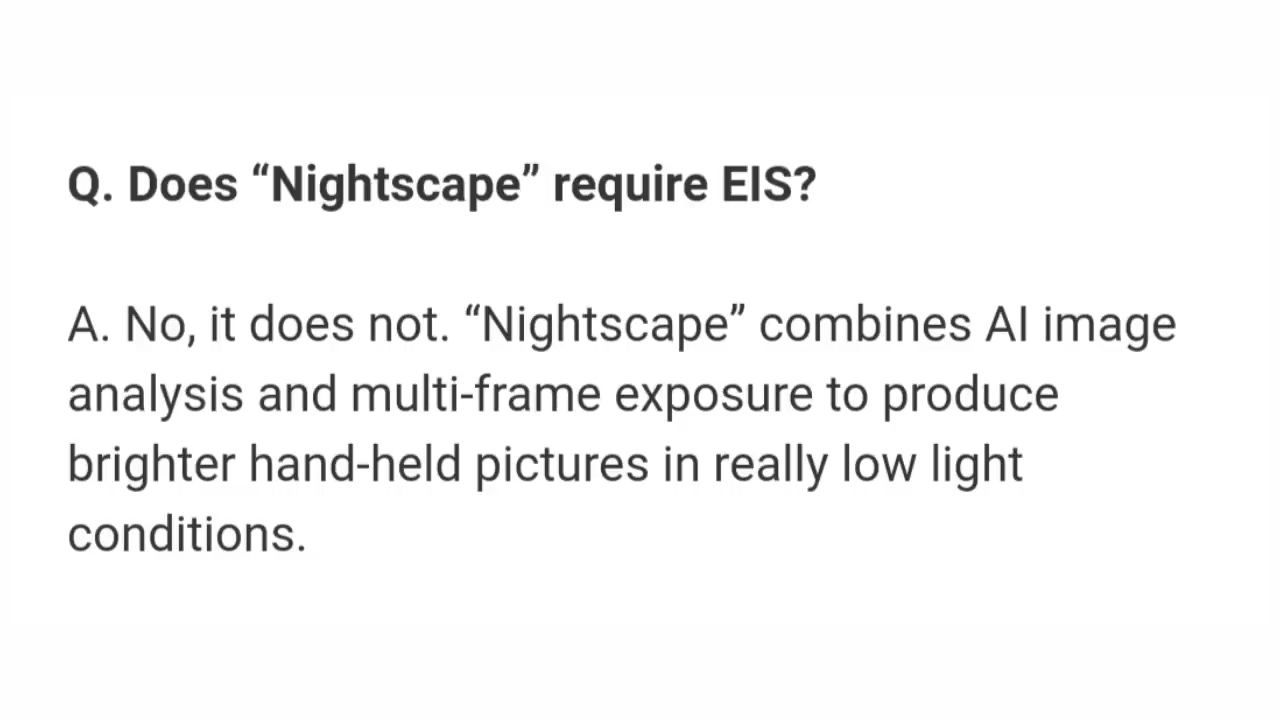 Q. Does “Nightscape” require EIS?
A. No, it does not. “Nightscape” combines AI image
analysis and multi-frame exposure to produce
brighter hand-held pictures in really low light
conditions.